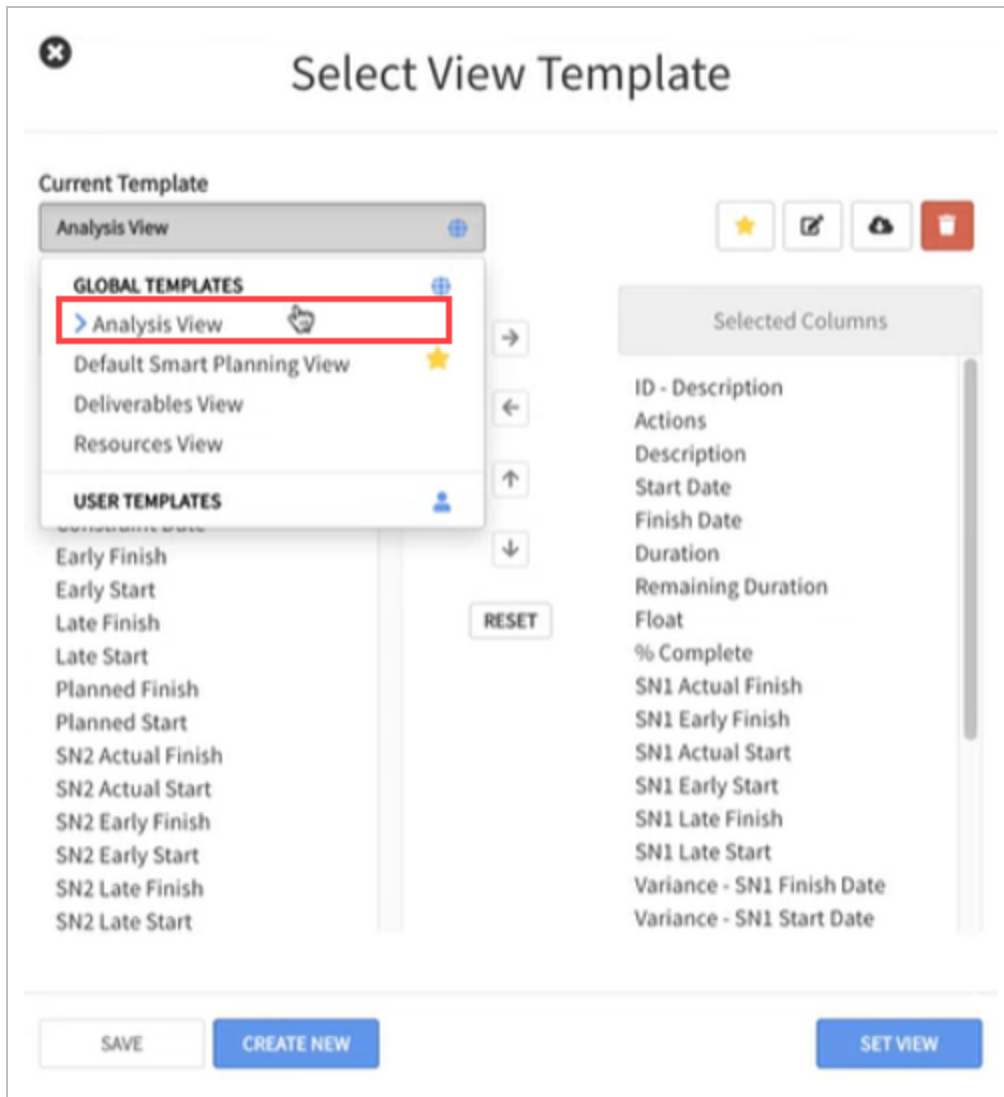 Select View Template
Current Template
Analysis View
GLOBAL TEMPLATES
Analysis View
Default Smart Planning View
Deliverables View
Resources View
USER TEMPLATES
Constraint Date
Early Finish
Early Start
Late Finish
Late Start
Planned Finish
Planned Start
SN2 Actual Finish
SN2 Actual Start
SN2 Early Finish
SN2 Early Start
SN2 Late Finish
SN2 Late Start
RESET
Selected Columns
ID - Description
Actions
Description
Start Date
Finish Date
Duration
Remaining Duration
Float
% Complete
SN1 Actual Finish
SN1 Early Finish
SN1 Actual Start
SN1 Early Start
SN1 Late Finish
SN1 Late Start
Variance - SN1 Finish Date
Variance - SN1 Start Date
SAVE
CREATE NEW
SET VIEW